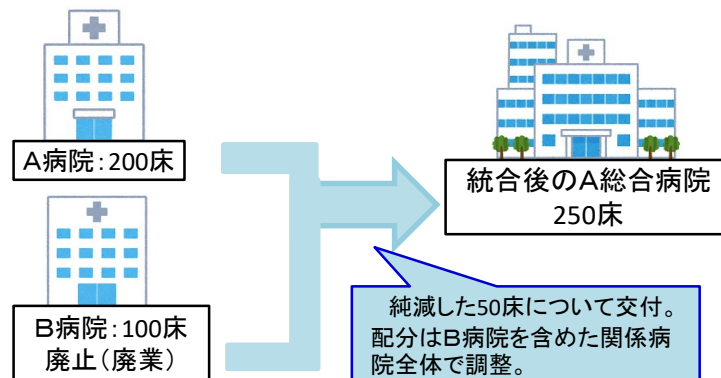 A病院：200床
B病院：100床
廃止（廃業）
統合後のA総合病院
250床
純減した50床について交付。
配分はB病院を含めた関係病
院全体で調整。